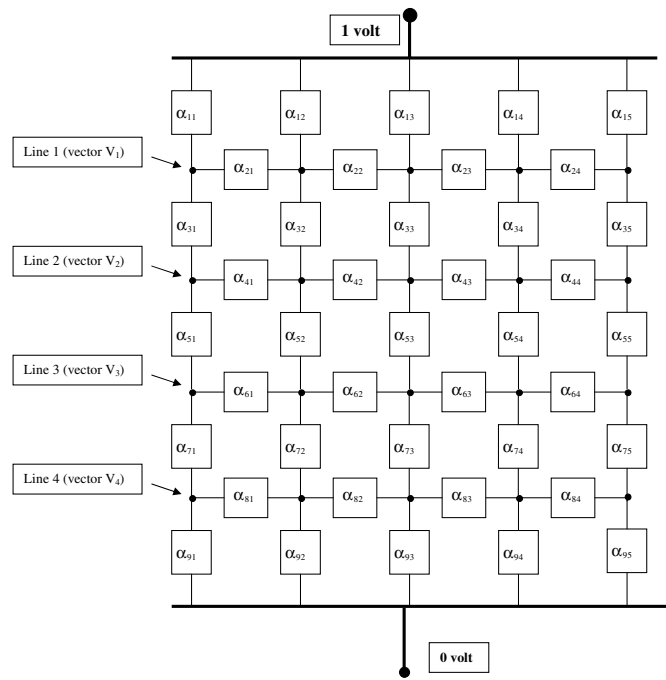 1 volt
α₁₁ α₁₂ α₁₃ α₁₄ α₁₅
Line 1 (vector V₁)
α₂₁ α₂₂ α₂₃ α₂₄
α₃₁ α₃₂ α₃₃ α₃₄ α₃₅
Line 2 (vector V₂)
α₄₁ α₄₂ α₄₃ α₄₄
α₅₁ α₅₂ α₅₃ α₅₄ α₅₅
Line 3 (vector V₃)
α₆₁ α₆₂ α₆₃ α₆₄
α₇₁ α₇₂ α₇₃ α₇₄ α₇₅
Line 4 (vector V₄)
α₈₁ α₈₂ α₈₃ α₈₄
α₉₁ α₉₂ α₉₃ α₉₄ α₉₅
0 volt